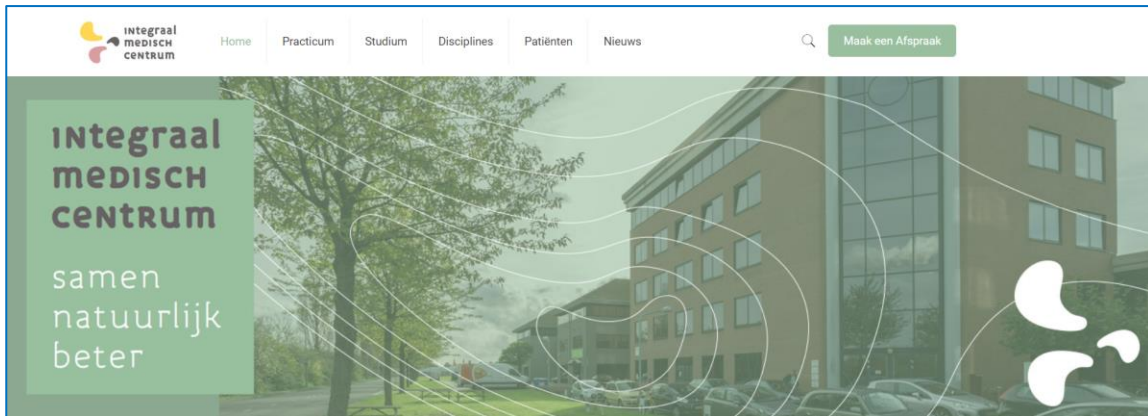 integraal
medisch
centrum
Home
Practicum
Studium
Disciplines
Patiënten
Nieuws
Maak een Afspraak
integraal
medisch
centrum
samen
natuurlijk
beter